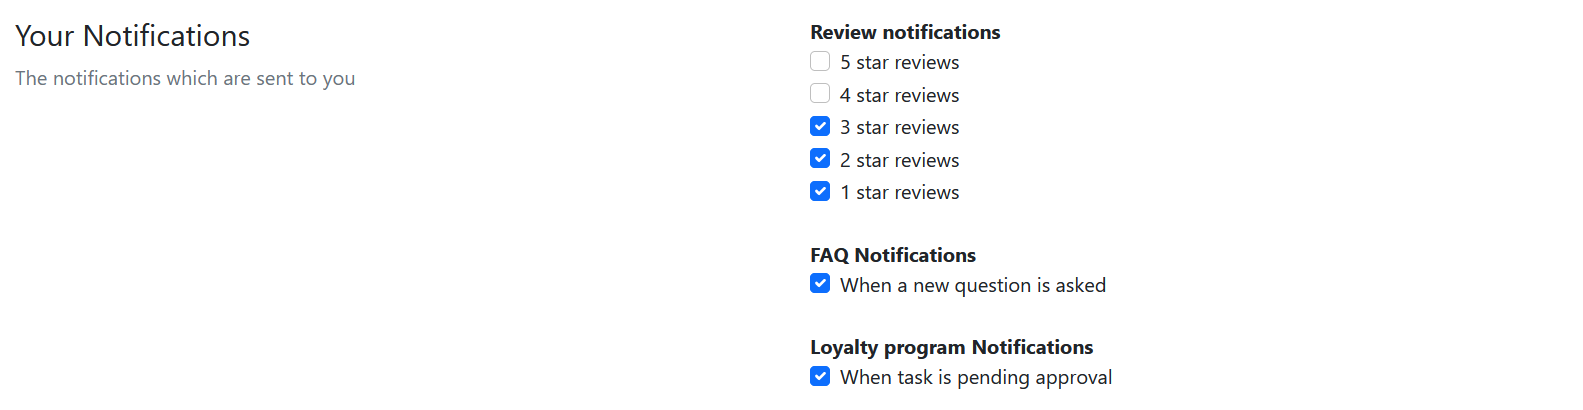 Your Notifications
The notifications which are sent to you
Review notifications
5 star reviews
4 star reviews
3 star reviews
2 star reviews
1 star reviews
FAQ Notifications
When a new question is asked
Loyalty program Notifications
When task is pending approval